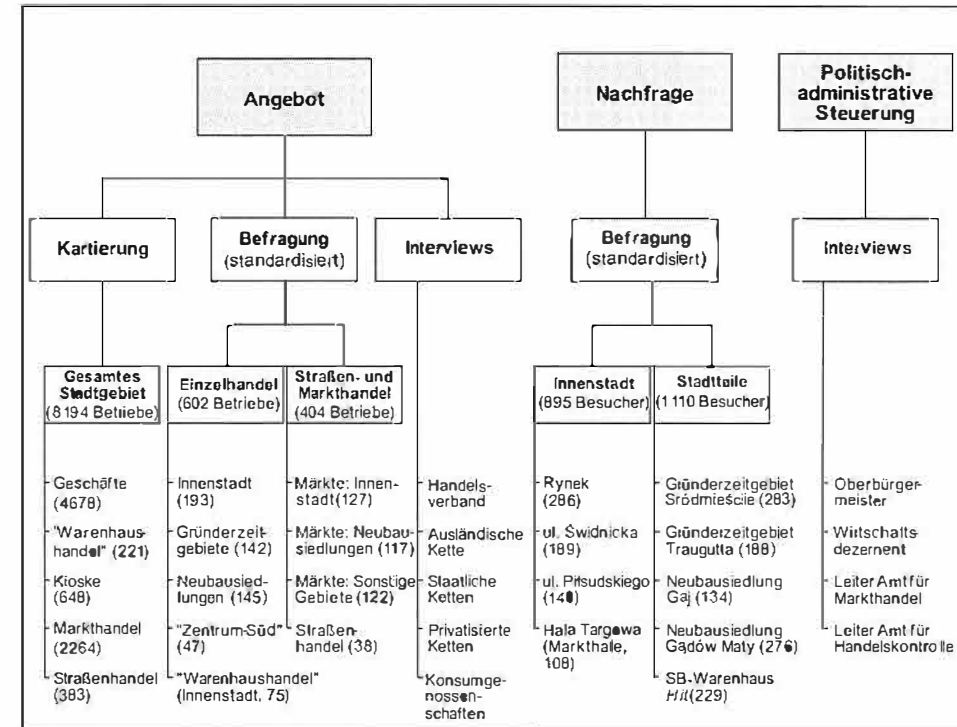 Angebot
Nachfrage
Politisch-
administrative
Steuerung
Kartierung
Befragung
(standardisiert)
Interviews
Befragung
(standardisiert)
Interviews
Gesamtes
Stadtgebiet
(8194 Betriebe)
Einzelhandel
(602 Betriebe)
Straßen- und
Markthandel
(404 Betriebe)
Innenstadt
(895 Besucher)
Stadtteile
(1110 Besucher)
Geschäfte
(4678)
"Warenhaus-
handel" (221)
Kioske
(648)
Markthandel
(2264)
Straßenhandel
(383)
Innenstadt
(193)
Gründerzeit-
gebiete (142)
Neubausied-
lungen (145)
"Zentrum-Süd"
(47)
"Warenhaushandel"
(Innenstadt, 75)
Märkte: Innen-
stadt (127)
Märkte: Neubau-
siedlungen (117)
Märkte: Sonstige
Gebiete (122)
Straßen-
handel (38)
Handels-
verband
Ausländische
Kette
Staatliche
Ketten
Privatisierte
Ketten
Konsumge-
nossen-
schaften
Rynek
(286)
ul. Świdnicka
(189)
ul. Piłsudskiego
Hala Targowa
(Markthalle,
108)
Gründerzeitgebiet
Śródmieście (283)
Gründerzeitgebiet
Traugutta (188)
Neubausiedlung
Gaj (134)
Neubausiedlung
Gądów Mały (276)
SB-Warenhaus
Hit (229)
Oberbürger-
meister
Wirtschafts-
dezernent
Leiter Amt für
Markthandel
Leiter Amt für
Handelskontrolle